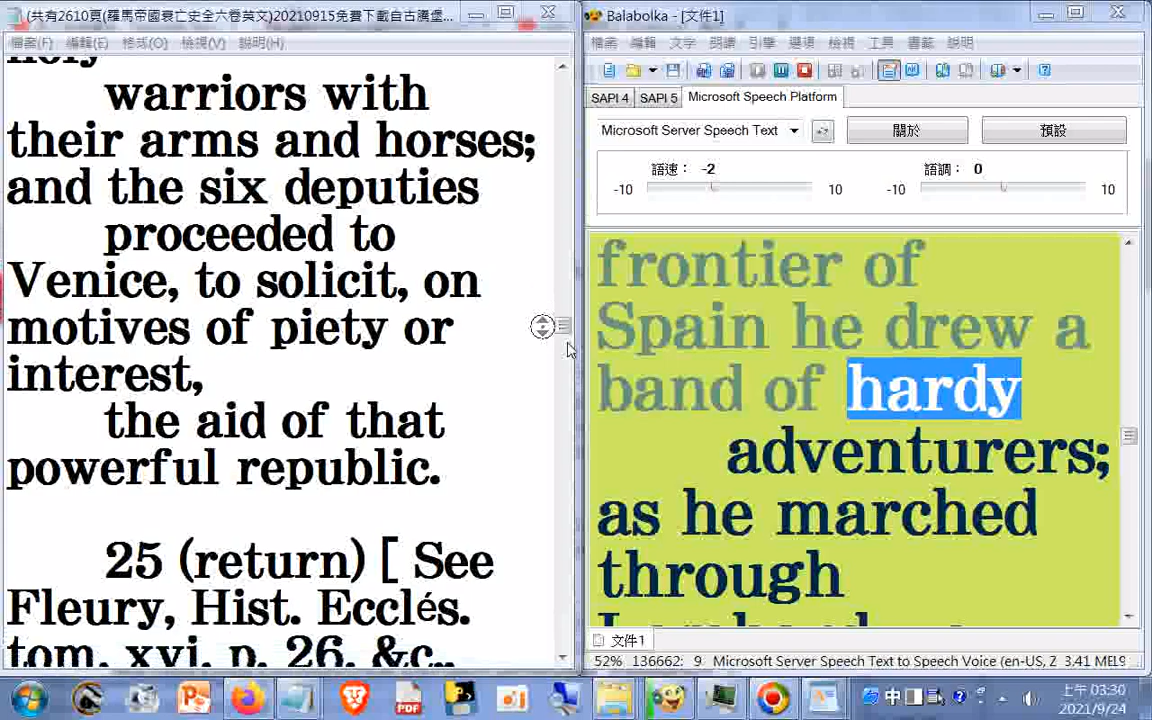 (共有2610頁(羅馬帝國衰亡史全六卷英文)20210915免費下載自古騰堡...
檔案(F) 編輯(E) 格式(O) 檢視(V) 說明(H)
holy
warriors with
their arms and horses;
and the six deputies
proceeded to
Venice, to solicit, on
motives of piety or
interest,
the aid of that
powerful republic.
25 (return) [ See
Fleury, Hist. Ecclés.
tom. xvi. p. 26, &c.,
Balabolka - [文件1]
檔案 編輯 文字 朗讀 引擎 選項 檢視 工具 書籤 說明
SAPI 4 SAPI 5 Microsoft Speech Platform
Microsoft Server Speech Text 關於 預設
語速： -2 語調： 0
-10 10 -10 10
frontier of
Spain he drew a
band of hardy
adventurers;
as he marched
through
文件1
52% 136662: 9 Microsoft Server Speech Text to Speech Voice (en-US, Z 3,41 МЕ
PDF
中
上午 03:30
2021/9/24